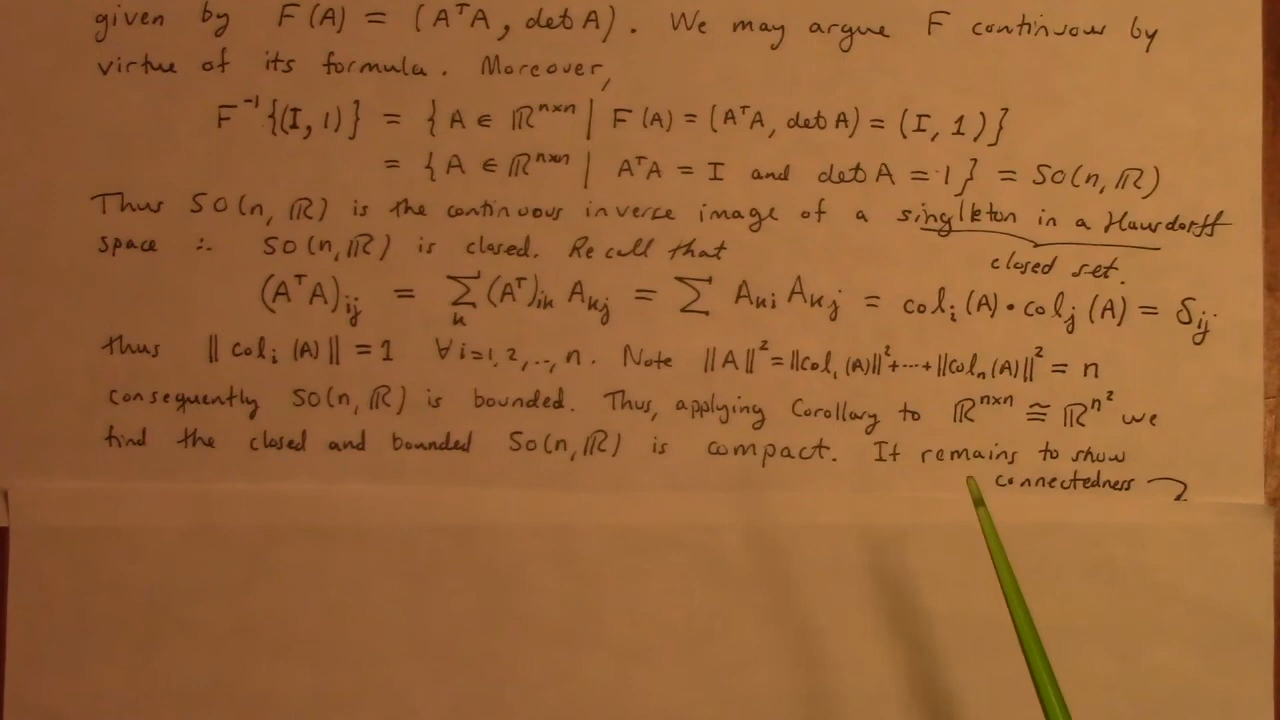 given by F(A) = (AᵀA, det A). We may argue F continuous by
virtue of its formula. Moreover,
F⁻¹{(I, 1)} = {A ∈ ℝⁿˣⁿ | F(A) = (AᵀA, det A) = (I, 1)}
= {A ∈ ℝⁿˣⁿ | AᵀA = I and det A = 1} = SO(n, ℝ)
Thus SO(n, ℝ) is the continuous inverse image of a singleton in a Hausdorff
space ∴ SO(n, ℝ) is closed. Recall that
closed set.
(AᵀA)ᵢⱼ = Σₖ (Aᵀ)ᵢₖ Aₖⱼ = Σ Aₖᵢ Aₖⱼ = colᵢ(A) • colⱼ(A) = δᵢⱼ
thus ‖colᵢ(A)‖ = 1 ∀ i = 1, 2, .., n. Note ‖A‖² = ‖col₁(A)‖² + ⋯ + ‖colₙ(A)‖² = n
consequently SO(n, ℝ) is bounded. Thus, applying Corollary to ℝⁿˣⁿ ≅ ℝⁿ² we
find the closed and bounded SO(n, ℝ) is compact. It remains to show
connectedness